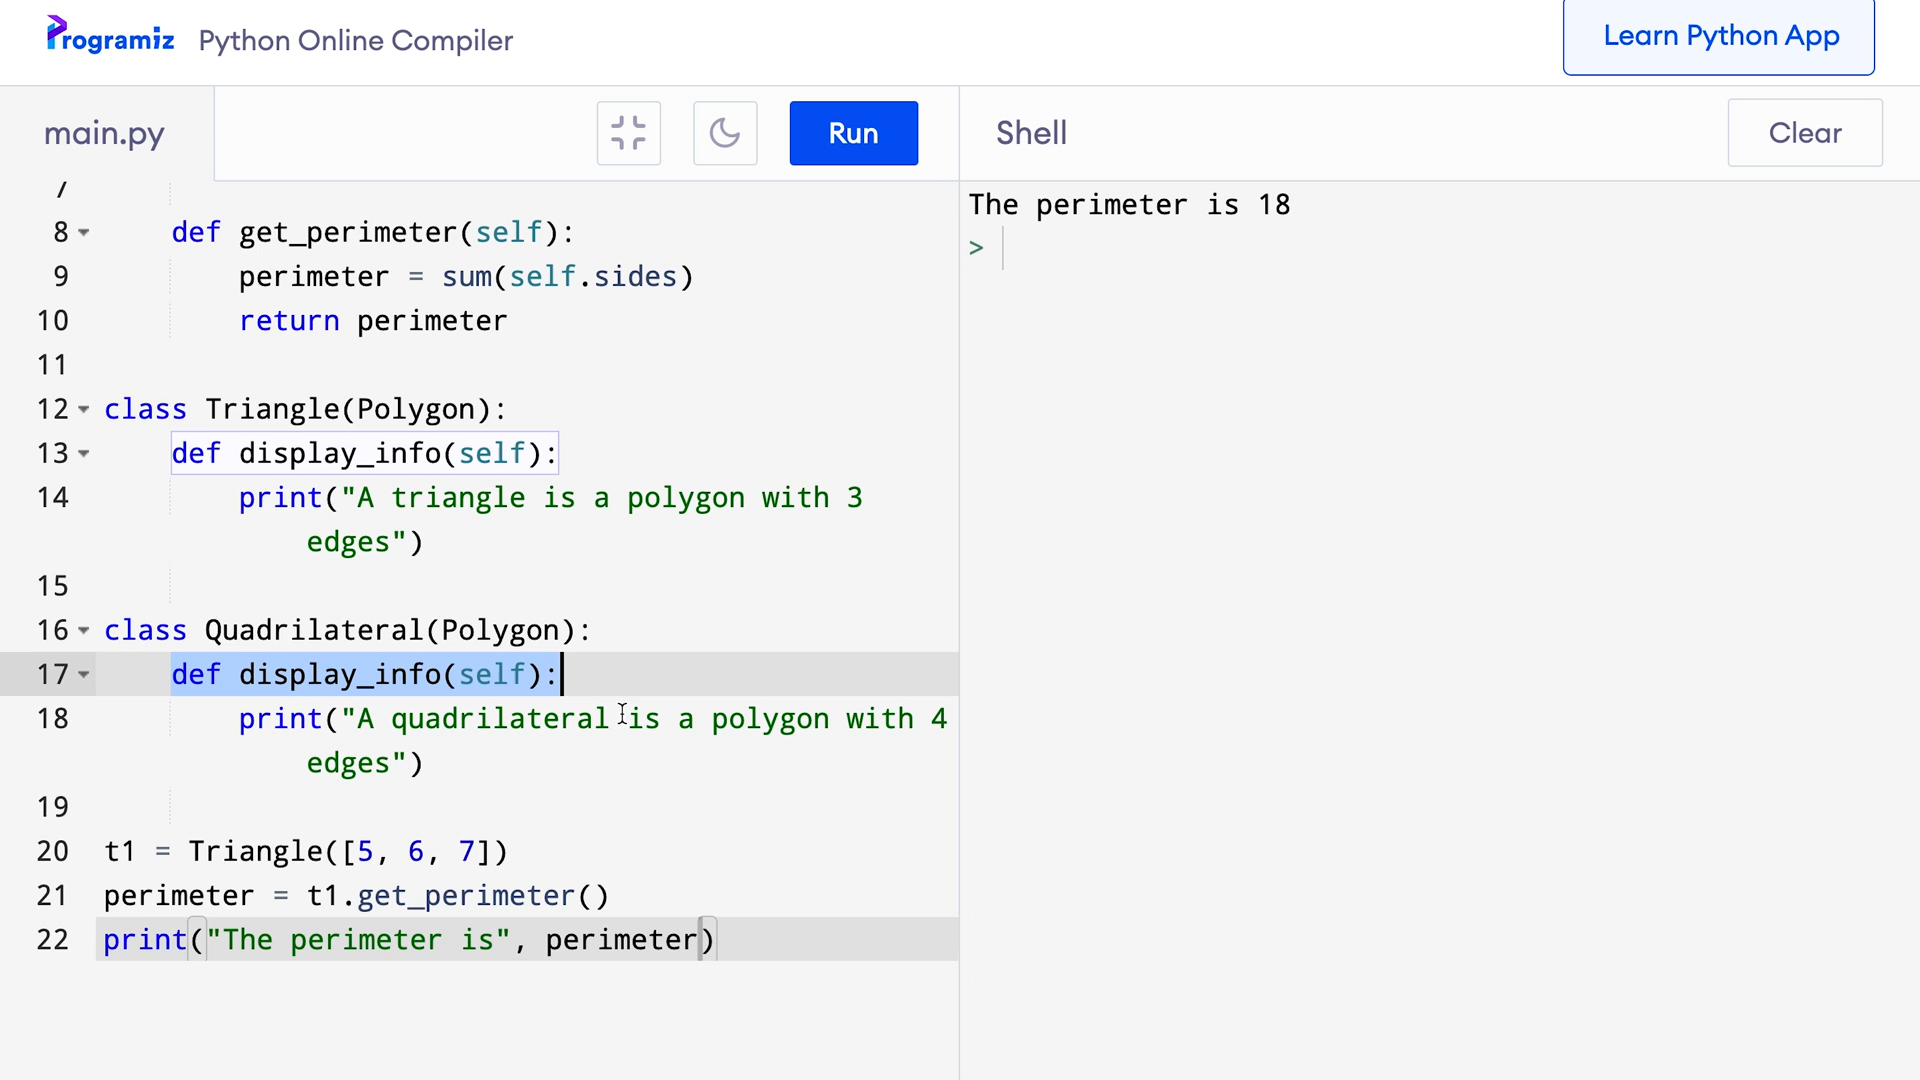 Programiz Python Online Compiler
Learn Python App
main.py
Run
Shell
Clear
7
8 def get_perimeter(self):
9 perimeter = sum(self.sides)
10 return perimeter
11
12 class Triangle(Polygon):
13 def display_info(self):
14 print("A triangle is a polygon with 3
edges")
15
16 class Quadrilateral(Polygon):
17 def display_info(self):
18 print("A quadrilateral is a polygon with 4
edges")
19
20 t1 = Triangle([5, 6, 7])
21 perimeter = t1.get_perimeter()
22 print("The perimeter is", perimeter)
The perimeter is 18
>